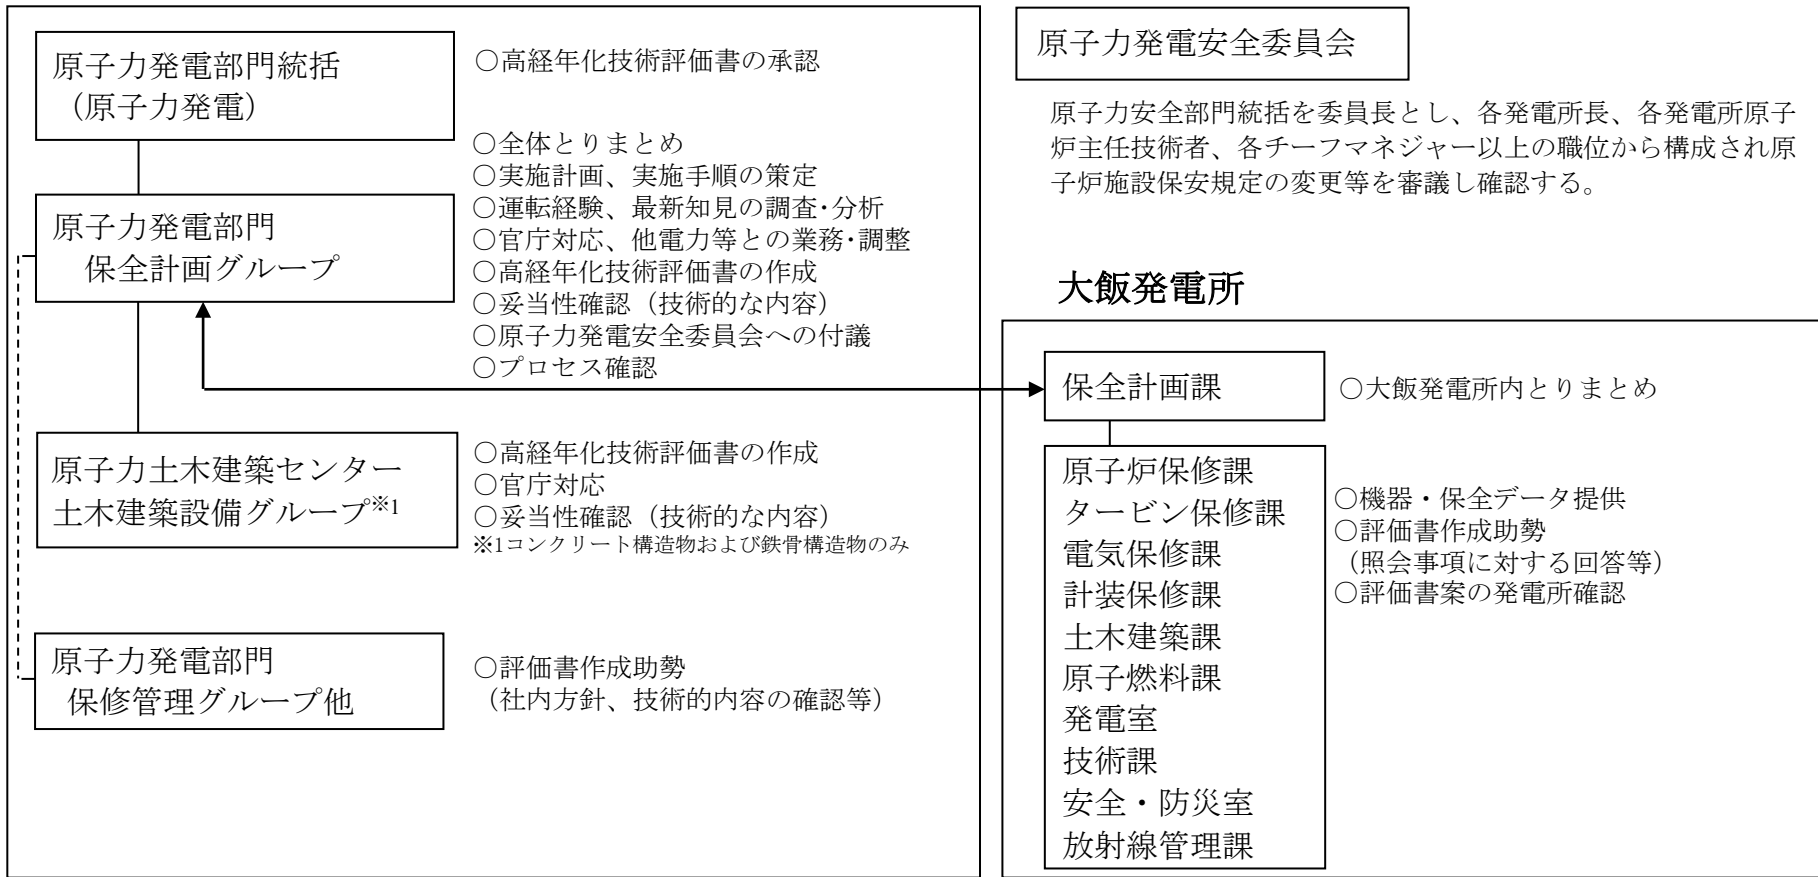 原子力発電部門統括
（原子力発電）
○高経年化技術評価書の承認
原子力発電部門
保全計画グループ
○全体とりまとめ
○実施計画、実施手順の策定
○運転経験、最新知見の調査･分析
○官庁対応、他電力等との業務･調整
○高経年化技術評価書の作成
○妥当性確認（技術的な内容）
○原子力発電安全委員会への付議
○プロセス確認
原子力土木建築センター
土木建築設備グループ※1
○高経年化技術評価書の作成
○官庁対応
○妥当性確認（技術的な内容）
※1コンクリート構造物および鉄骨構造物のみ
原子力発電部門
保修管理グループ他
○評価書作成助勢
（社内方針、技術的内容の確認等）
原子力発電安全委員会
原子力安全部門統括を委員長とし、各発電所長、各発電所原子
炉主任技術者、各チーフマネジャー以上の職位から構成され原
子炉施設保安規定の変更等を審議し確認する。
大飯発電所
保全計画課
○大飯発電所内とりまとめ
原子炉保修課
タービン保修課
電気保修課
計装保修課
土木建築課
原子燃料課
発電室
技術課
安全・防災室
放射線管理課
○機器・保全データ提供
○評価書作成助勢
（照会事項に対する回答等）
○評価書案の発電所確認